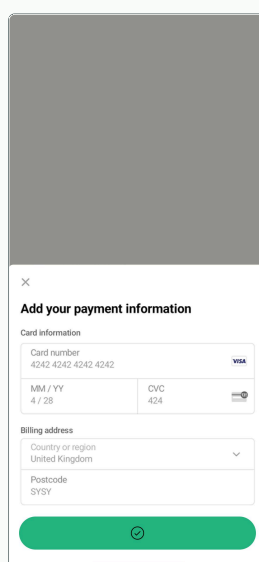 Add your payment information
Card information
Card number
4242 4242 4242 4242
VISA
MM / YY
4 / 28
CVC
424
Billing address
Country or region
United Kingdom
Postcode
SYSY